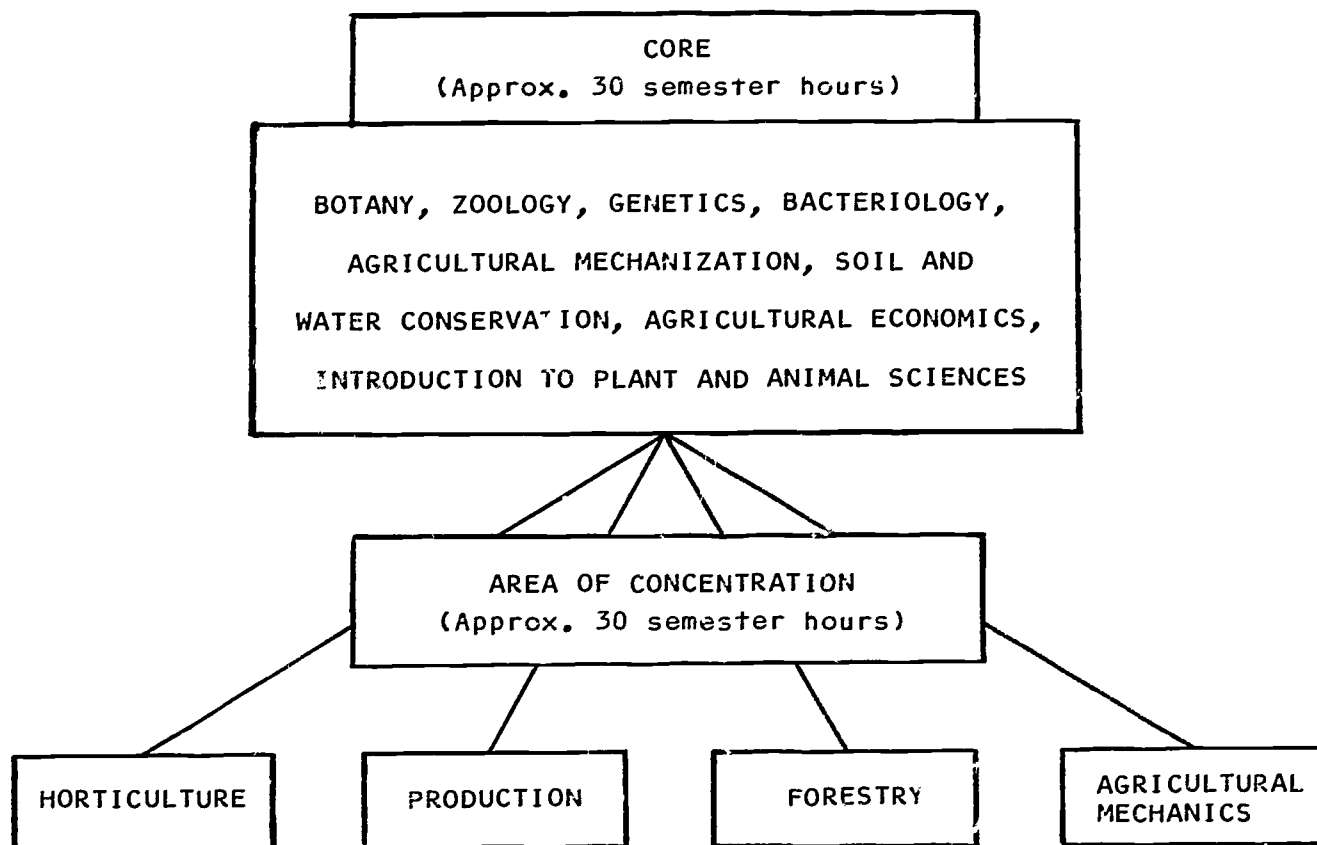 CORE
(Approx. 30 semester hours)
BOTANY, ZOOLOGY, GENETICS, BACTERIOLOGY,
AGRICULTURAL MECHANIZATION, SOIL AND
WATER CONSERVATION, AGRICULTURAL ECONOMICS,
INTRODUCTION TO PLANT AND ANIMAL SCIENCES
AREA OF CONCENTRATION
(Approx. 30 semester hours)
HORTICULTURE
PRODUCTION
FORESTRY
AGRICULTURAL
MECHANICS